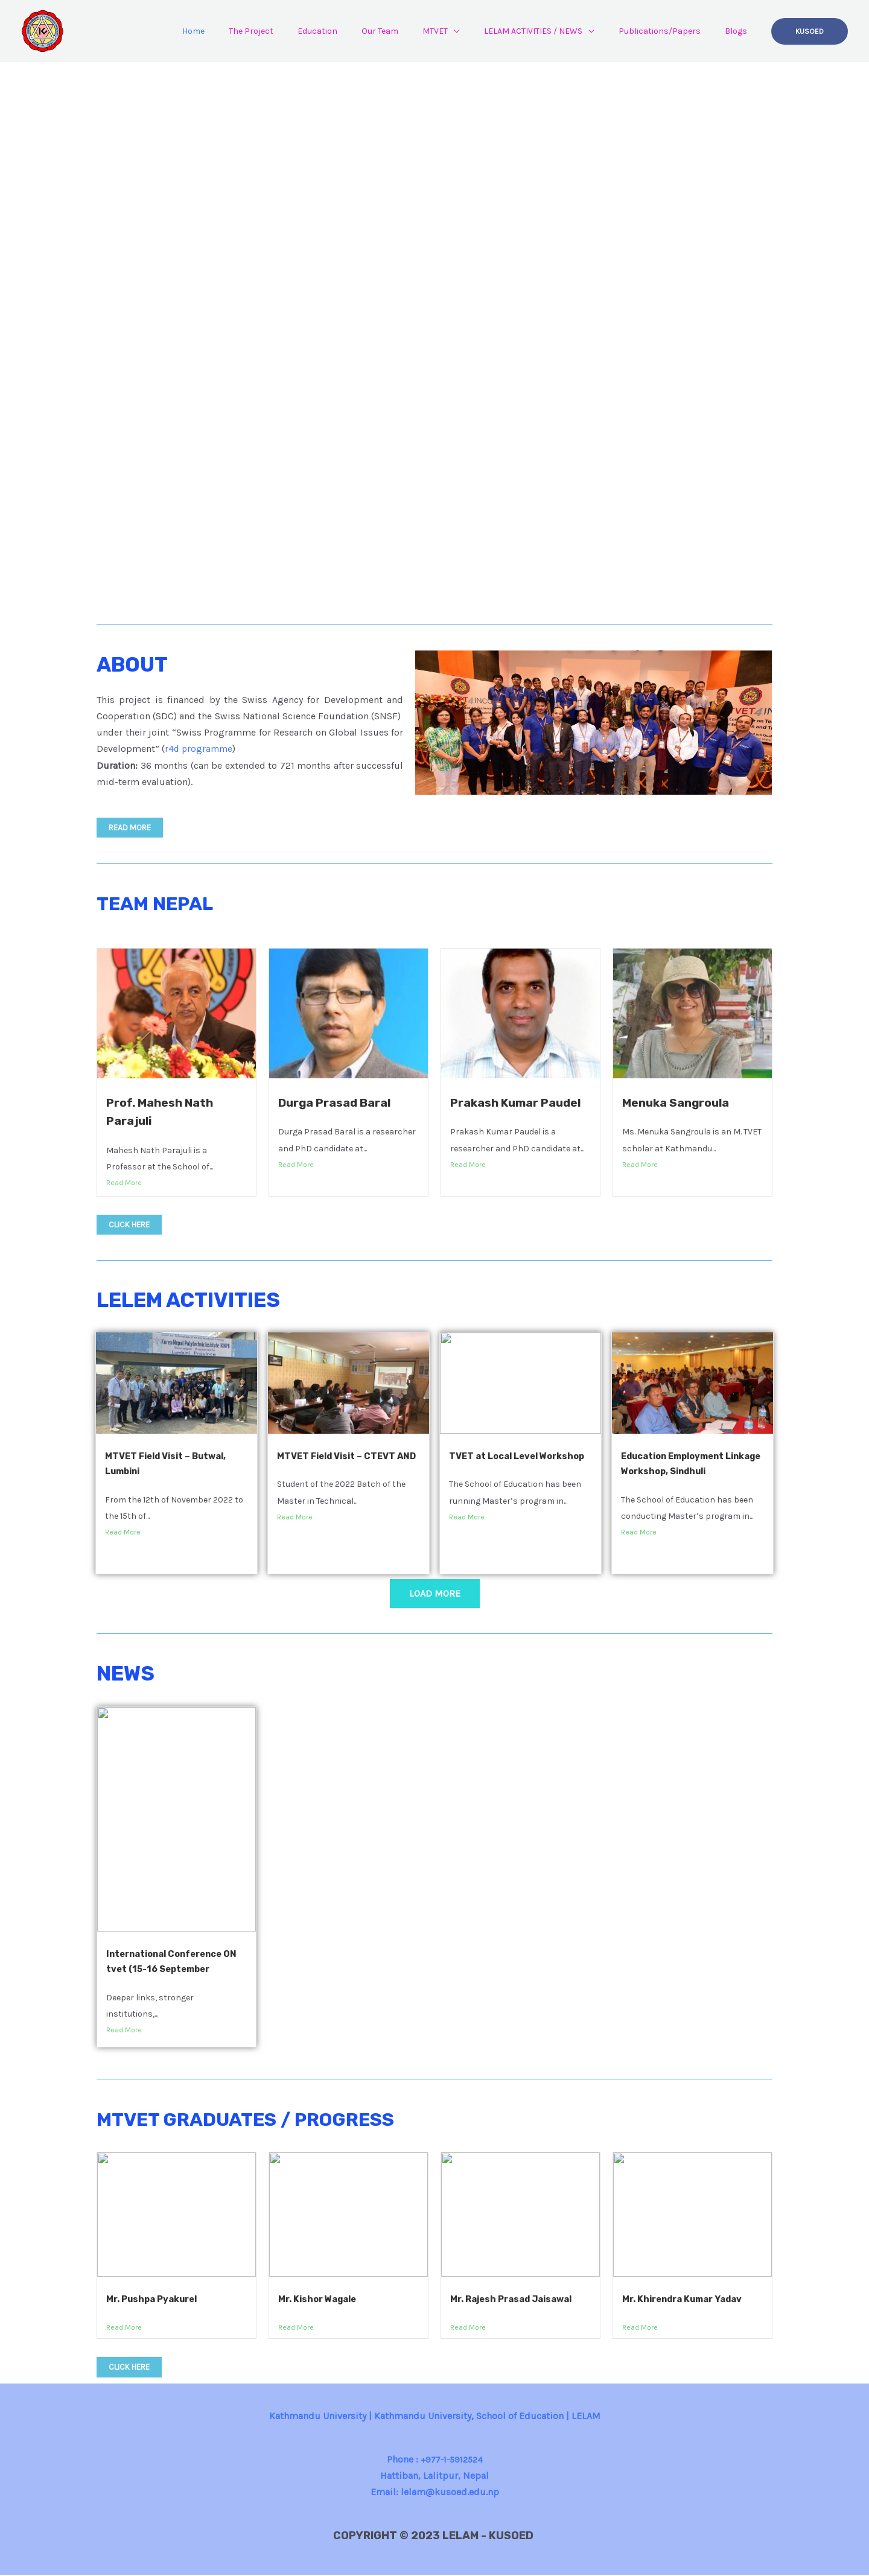 Home
The Project
Education
Our Team
MTVET
LELAM ACTIVITIES / NEWS
Publications/Papers
Blogs
KUSOED
ABOUT
This project is financed by the Swiss Agency for Development and
Cooperation (SDC) and the Swiss National Science Foundation (SNSF)
under their joint “Swiss Programme for Research on Global Issues for
Development” (r4d programme)
Duration: 36 months (can be extended to 721 months after successful
mid-term evaluation).
READ MORE
TEAM NEPAL
Prof. Mahesh Nath
Parajuli
Mahesh Nath Parajuli is a
Professor at the School of...
Read More
Durga Prasad Baral
Durga Prasad Baral is a researcher
and PhD candidate at...
Read More
Prakash Kumar Paudel
Prakash Kumar Paudel is a
researcher and PhD candidate at...
Read More
Menuka Sangroula
Ms. Menuka Sangroula is an M. TVET
scholar at Kathmandu...
Read More
CLICK HERE
LELEM ACTIVITIES
MTVET Field Visit – Butwal,
Lumbini
From the 12th of November 2022 to
the 15th of...
Read More
MTVET Field Visit – CTEVT AND
Student of the 2022 Batch of the
Master in Technical...
Read More
TVET at Local Level Workshop
The School of Education has been
running Master’s program in...
Read More
Education Employment Linkage
Workshop, Sindhuli
The School of Education has been
conducting Master’s program in...
Read More
LOAD MORE
NEWS
International Conference ON
tvet (15-16 September
Deeper links, stronger
institutions,...
Read More
MTVET GRADUATES / PROGRESS
Mr. Pushpa Pyakurel
Read More
Mr. Kishor Wagale
Read More
Mr. Rajesh Prasad Jaisawal
Read More
Mr. Khirendra Kumar Yadav
Read More
CLICK HERE
Kathmandu University | Kathmandu University, School of Education | LELAM
Phone : +977-1-5912524
Hattiban, Lalitpur, Nepal
Email: lelam@kusoed.edu.np
COPYRIGHT © 2023 LELAM - KUSOED